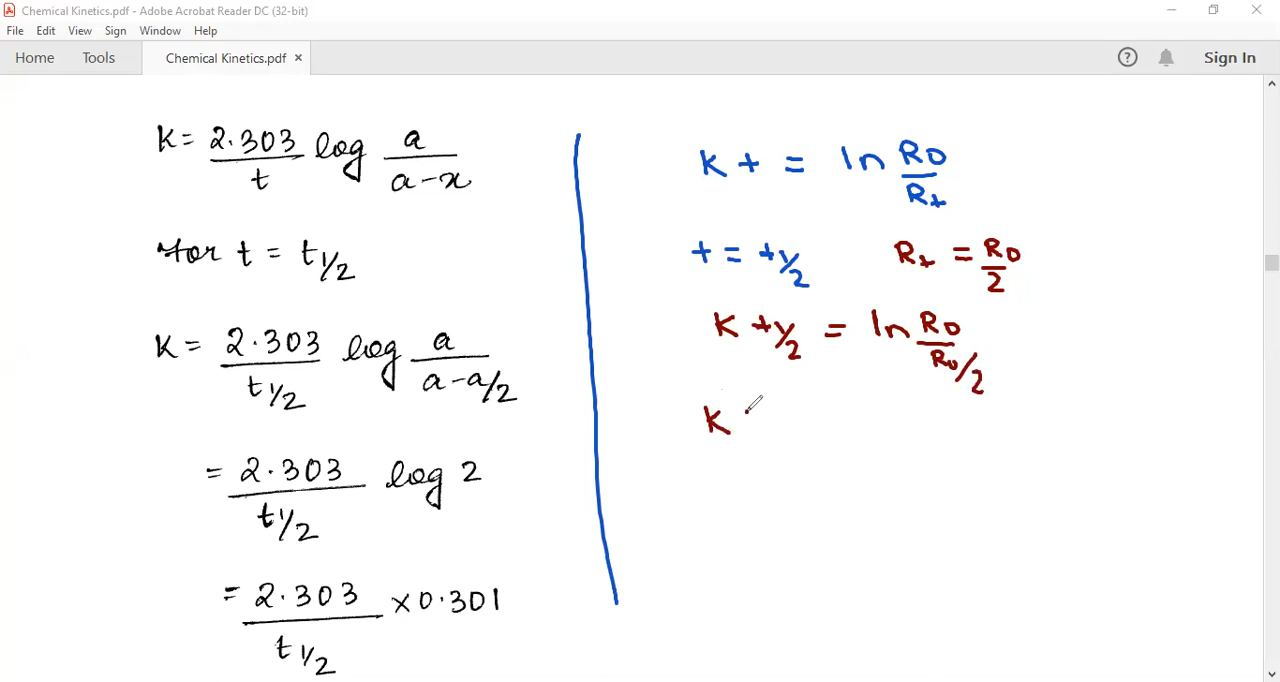 Chemical Kinetics.pdf - Adobe Acrobat Reader DC (32-bit)
File Edit View Sign Window Help
Home Tools Chemical Kinetics.pdf × Sign In
K = 2.303/t log a/a-x
for t = t1/2
K = 2.303/t1/2 log a/a-a/2
= 2.303/t1/2 log 2
= 2.303/t1/2 × 0.301
K t = ln R0/Rt
t = t1/2 Rt = R0/2
K t1/2 = ln R0/R0/2
K